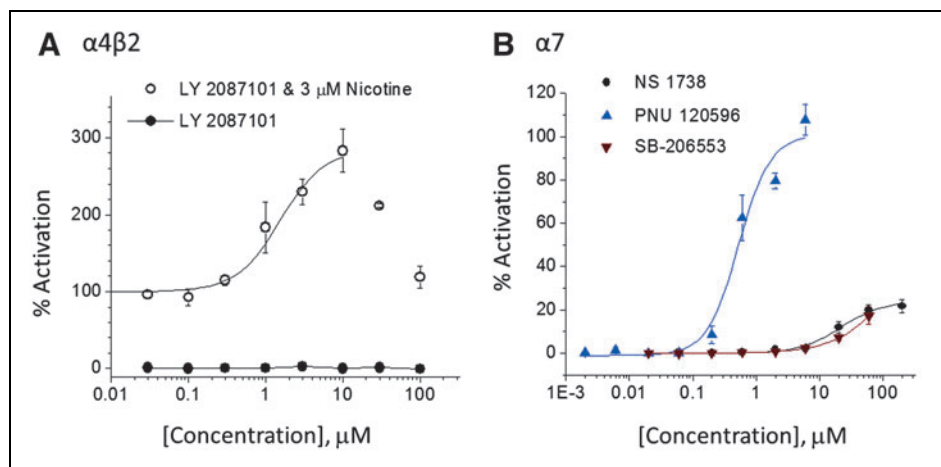 A α4β2
LY 2087101 & 3 µM Nicotine
LY 2087101
% Activation
300
200
100
0
0.01 0.1 1 10 100
[Concentration], µM
B α7
NS 1738
PNU 120596
SB-206553
% Activation
120
100
80
60
40
20
0
1E-3 0.01 0.1 1 10 100
[Concentration], µM